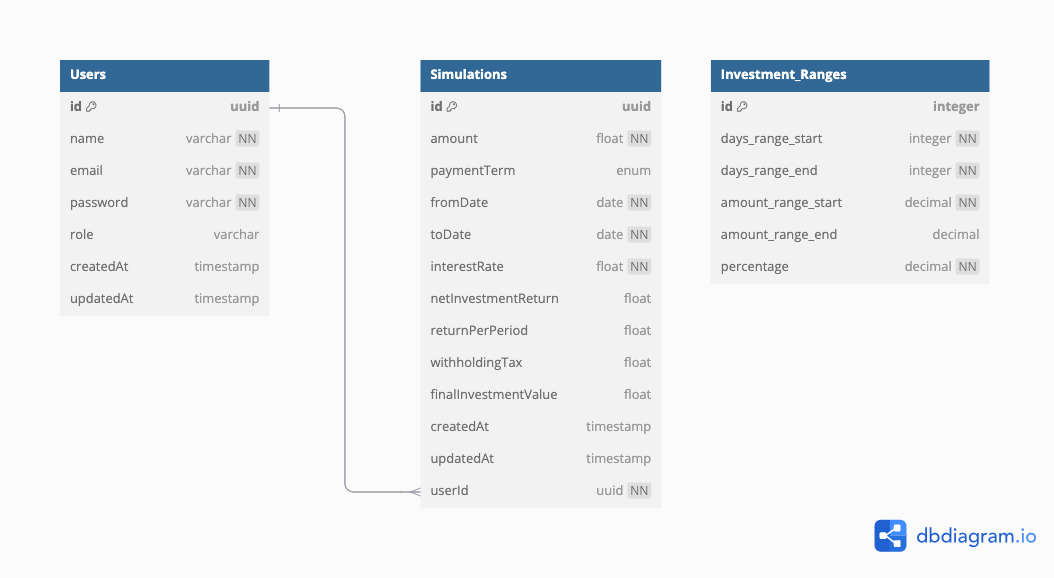 Users
id uuid
name varchar NN
email varchar NN
password varchar NN
role varchar
createdAt timestamp
updatedAt timestamp
Simulations
id uuid
amount float NN
paymentTerm enum
fromDate date NN
toDate date NN
interestRate float NN
netInvestmentReturn float
returnPerPeriod float
withholdingTax float
finalInvestmentValue float
createdAt timestamp
updatedAt timestamp
userId uuid NN
Investment_Ranges
id integer
days_range_start integer NN
days_range_end integer NN
amount_range_start decimal NN
amount_range_end decimal
percentage decimal NN
dbdiagram.io